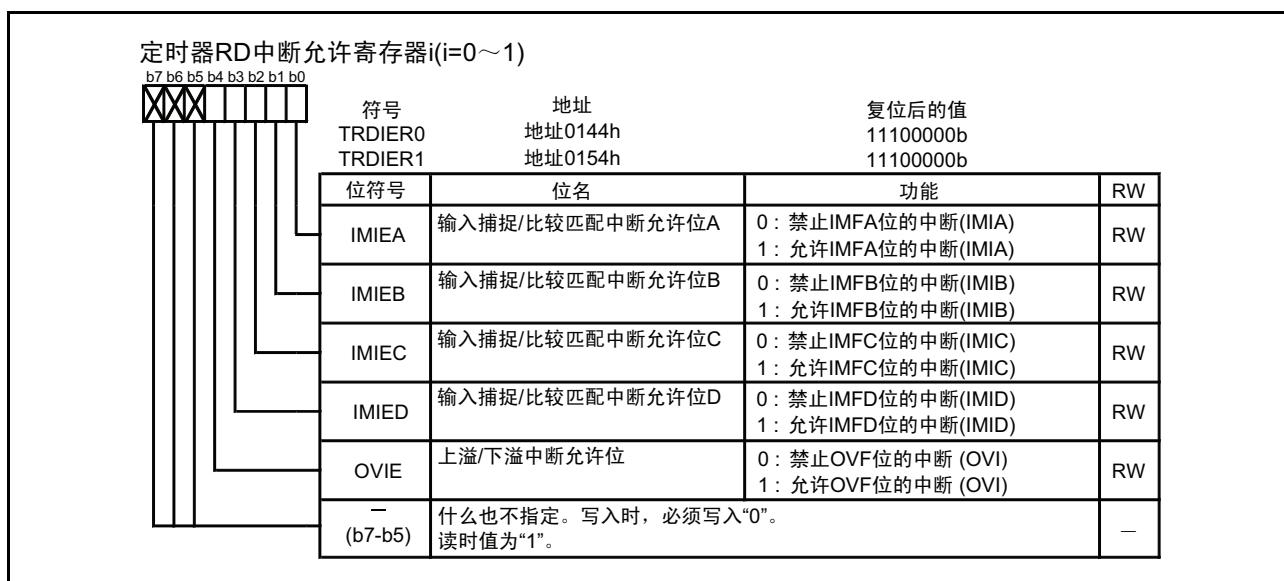 定时器RD中断允许寄存器i(i=0～1)
b7 b6 b5 b4 b3 b2 b1 b0
符号 地址 复位后的值
TRDIER0 地址0144h 11100000b
TRDIER1 地址0154h 11100000b
位符号 位名 功能 RW
IMIEA 输入捕捉/比较匹配中断允许位A 0：禁止IMFA位的中断(IMIA) RW
1：允许IMFA位的中断(IMIA)
IMIEB 输入捕捉/比较匹配中断允许位B 0：禁止IMFB位的中断(IMIB) RW
1：允许IMFB位的中断(IMIB)
IMIEC 输入捕捉/比较匹配中断允许位C 0：禁止IMFC位的中断(IMIC) RW
1：允许IMFC位的中断(IMIC)
IMIED 输入捕捉/比较匹配中断允许位D 0：禁止IMFD位的中断(IMID) RW
1：允许IMFD位的中断(IMID)
OVIE 上溢/下溢中断允许位 0：禁止OVF位的中断 (OVI) RW
1：允许OVF位的中断 (OVI)
— 什么也不指定。写入时，必须写入“0”。 —
(b7-b5) 读时值为“1”。